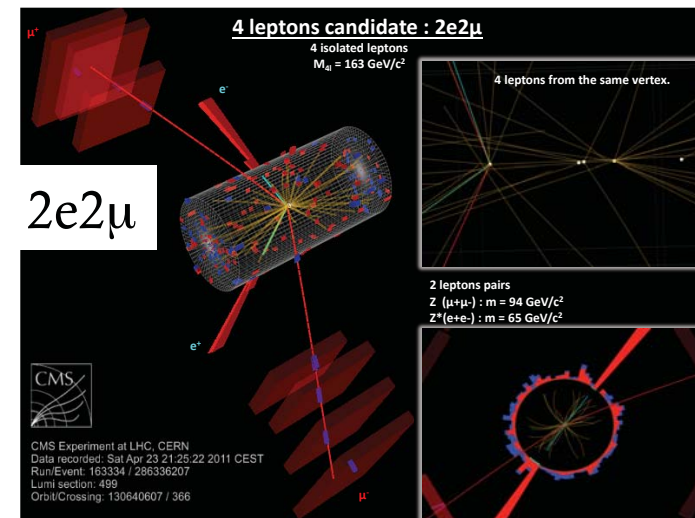 4 leptons candidate : 2e2μ
4 isolated leptons
M4l = 163 GeV/c²
μ⁺
e⁻
4 leptons from the same vertex.
2e2μ
2 leptons pairs
Z (μ+μ-) : m = 94 GeV/c²
Z*(e+e-) : m = 65 GeV/c²
e⁺
CMS
CMS Experiment at LHC, CERN
Data recorded: Sat Apr 23 21:25:22 2011 CEST
Run/Event: 163334 / 286336207
Lumi section: 499
Orbit/Crossing: 130640607 / 366
μ⁻